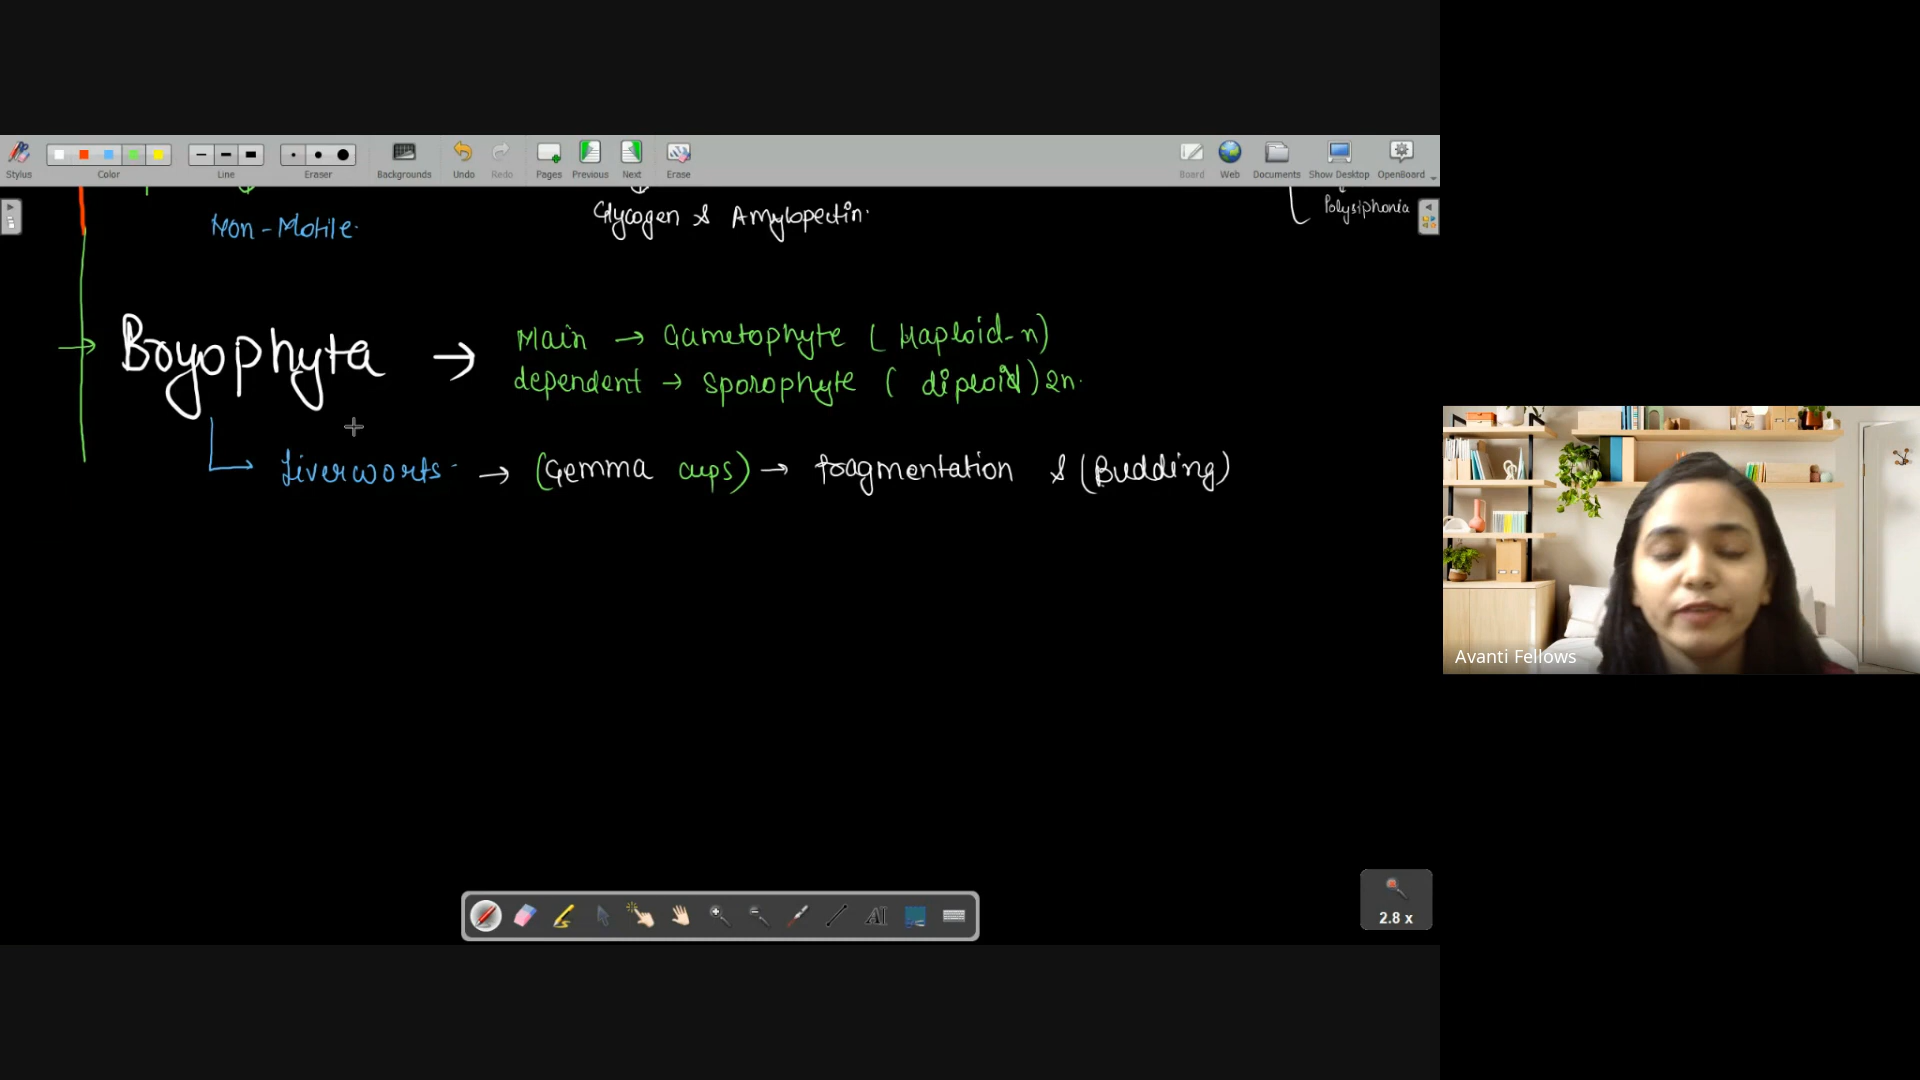 Stylus Color Line Eraser Backgrounds Undo Redo Pages Previous Next Erase Board Web Documents Show Desktop OpenBoard
Non-Motile.
Glycogen & Amylopectin.
Polysiphonia
Boyophyta →
Main → Gametophyte ( Haploid-n)
dependent → sporophyte ( diploid) 2n.
Liverworts. → (Gemma cups) → fragmentation & (Budding)
Avanti Fellows
2.8 x